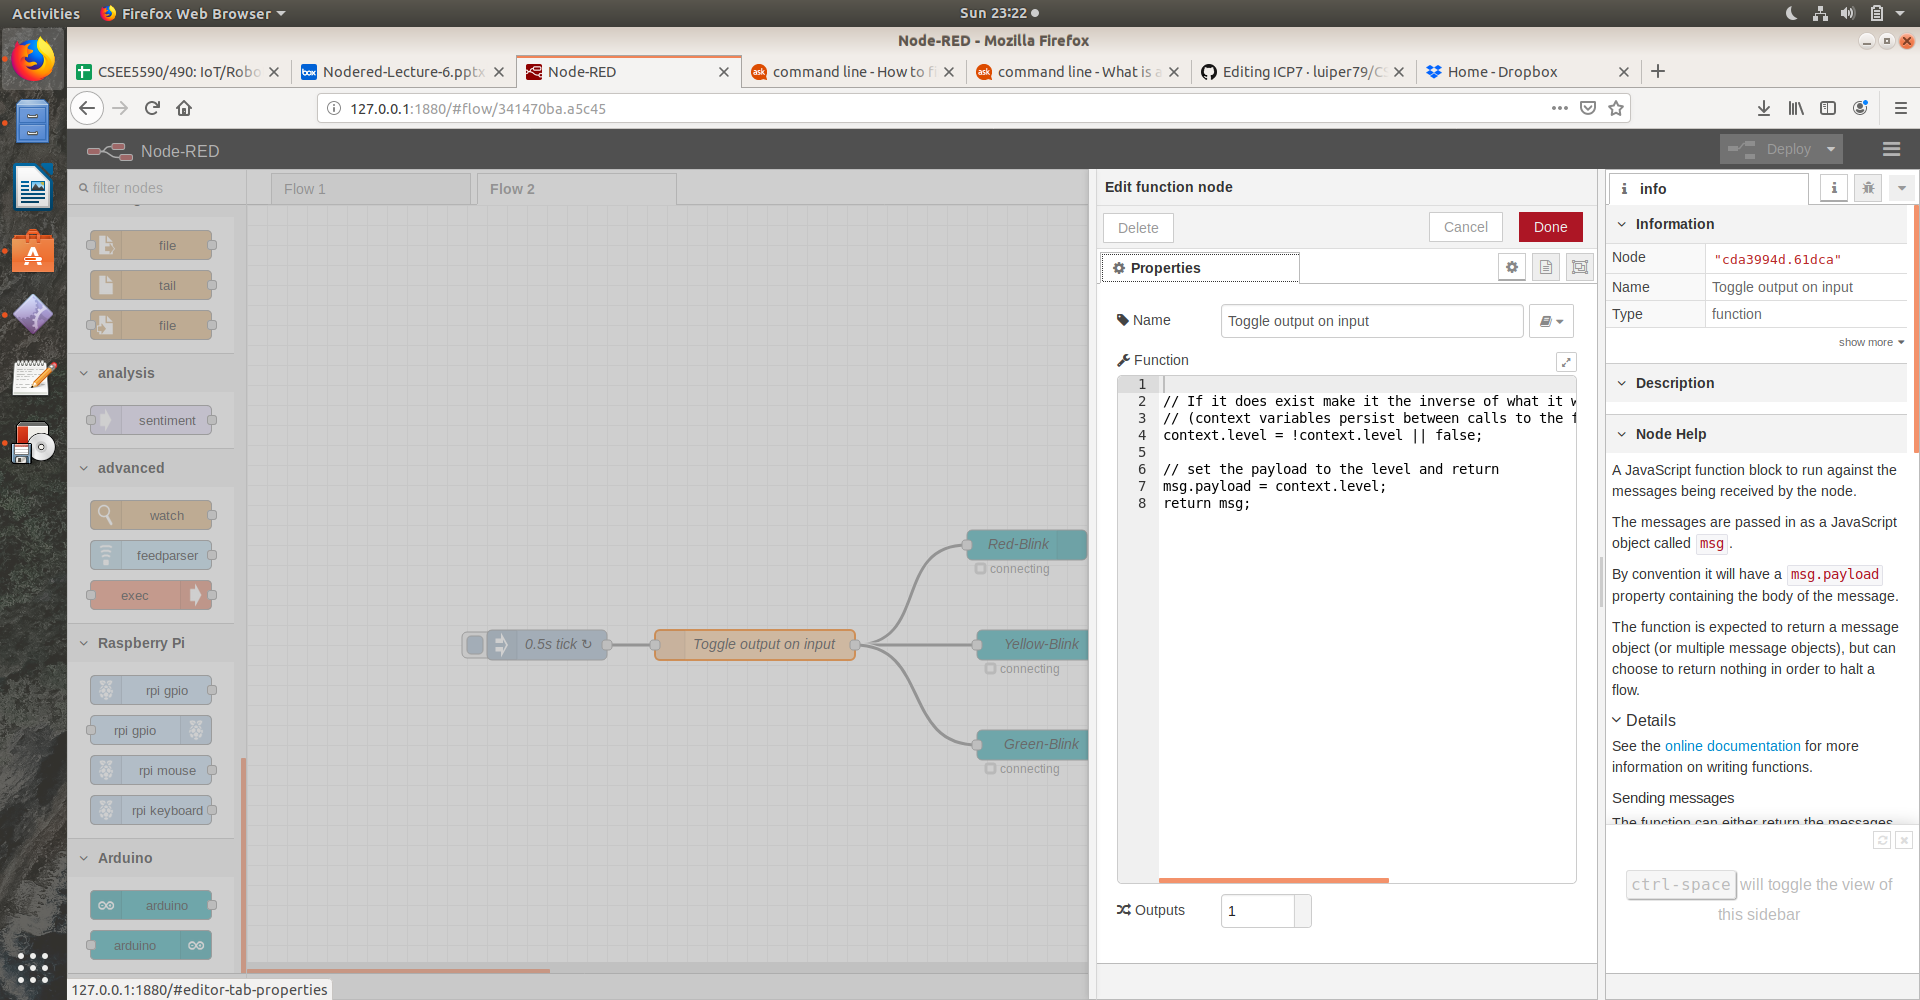 Activities
Firefox Web Browser
Sun 23:22
Node-RED - Mozilla Firefox
CSEE5590/490: IoT/Robo
Nodered-Lecture-6.pptx
Node-RED
command line - How to f
command line - What is a
Editing ICP7 · luiper79/CS
Home - Dropbox
127.0.0.1:1880/#flow/341470ba.a5c45
Node-RED
Deploy
filter nodes
Flow 1
Flow 2
file
tail
file
analysis
sentiment
advanced
watch
feedparser
exec
Raspberry Pi
rpi gpio
rpi gpio
rpi mouse
rpi keyboard
Arduino
arduino
arduino
127.0.0.1:1880/#editor-tab-properties
0.5s tick ↻
Toggle output on input
Red-Blink
connecting
Yellow-Blink
connecting
Green-Blink
connecting
Edit function node
Delete
Cancel
Done
Properties
Name
Toggle output on input
Function
1
2 // If it does exist make it the inverse of what it w
3 // (context variables persist between calls to the f
4 context.level = !context.level || false;
5
6 // set the payload to the level and return
7 msg.payload = context.level;
8 return msg;
Outputs
1
info
Information
Node "cda3994d.61dca"
Name Toggle output on input
Type function
show more
Description
Node Help
A JavaScript function block to run against the
messages being received by the node.
The messages are passed in as a JavaScript
object called msg.
By convention it will have a msg.payload
property containing the body of the message.
The function is expected to return a message
object (or multiple message objects), but can
choose to return nothing in order to halt a
flow.
Details
See the online documentation for more
information on writing functions.
Sending messages
The function can either return the messages
ctrl-space will toggle the view of
this sidebar